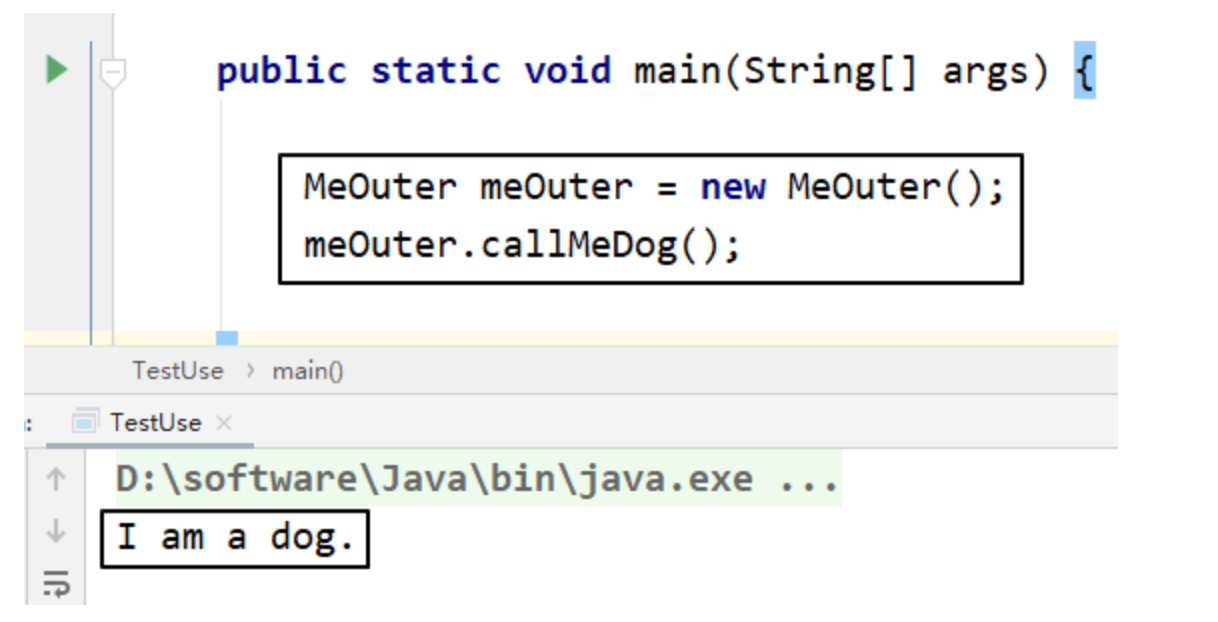 public static void main(String[] args) {
MeOuter meOuter = new MeOuter();
meOuter.callMeDog();
TestUse › main()
: TestUse ×
D:\software\Java\bin\java.exe ...
I am a dog.